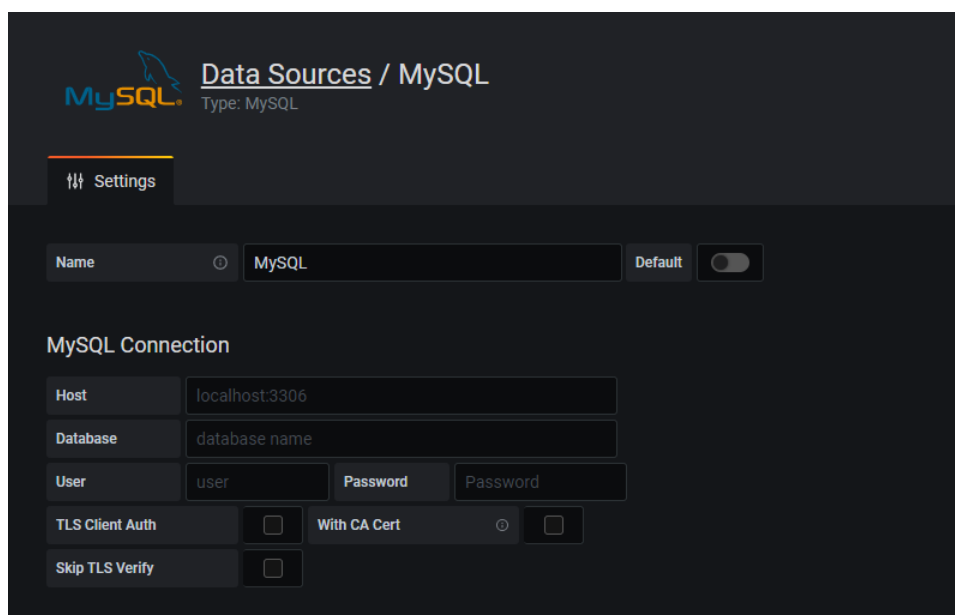 MySQL®
Data Sources / MySQL
Type: MySQL
Settings
Name MySQL Default
MySQL Connection
Host localhost:3306
Database database name
User user Password Password
TLS Client Auth With CA Cert
Skip TLS Verify